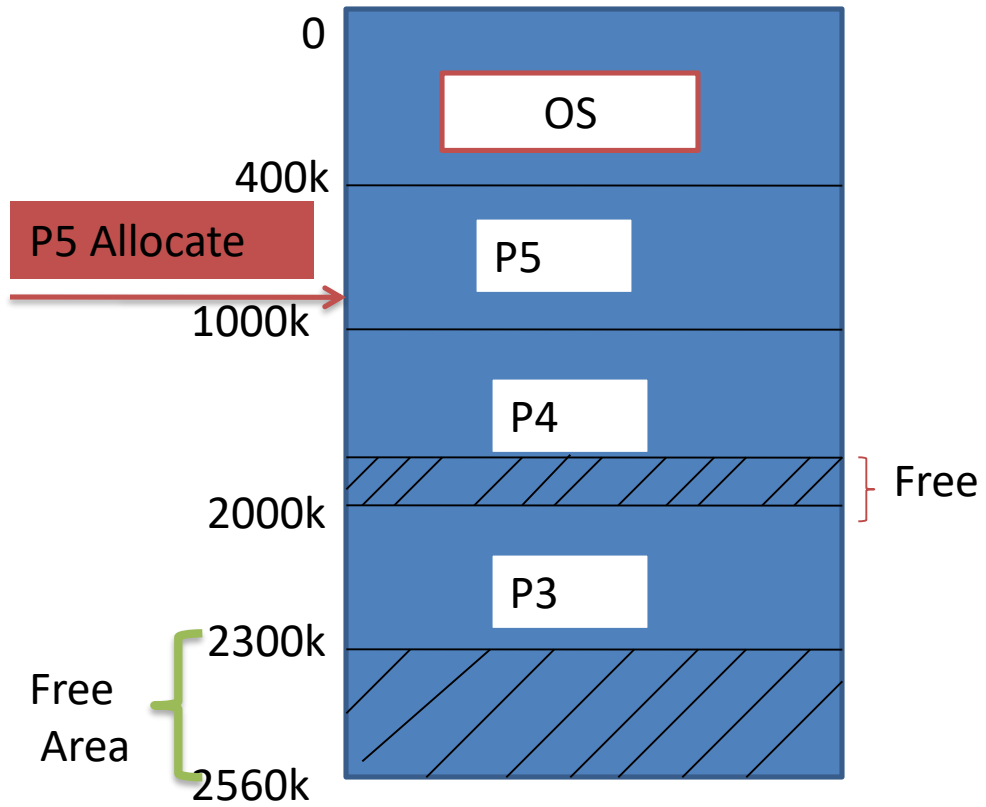 0
OS
400k
P5 Allocate
P5
1000k
P4
Free
2000k
P3
2300k
Free
Area
2560k